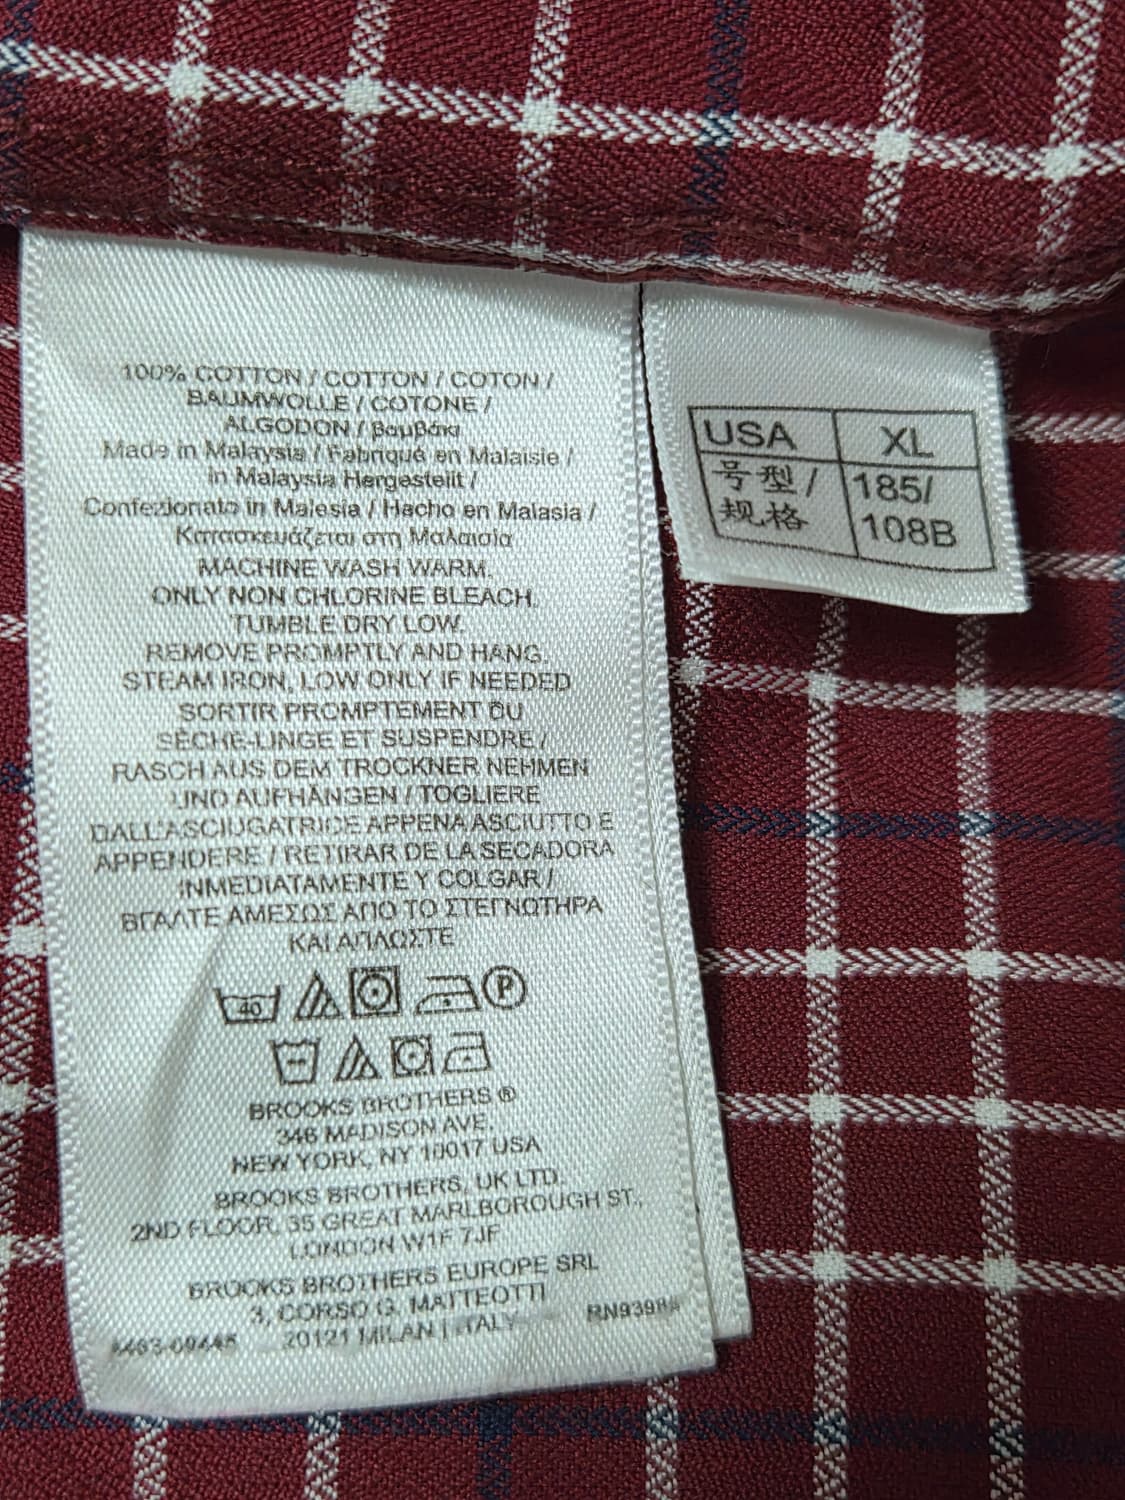 100% COTTON / COTTON / COTON /
BAUMWOLLE / COTONE /
ALGODON / βαμβάκι
Made in Malaysia / Fabriqué en Malaisie /
in Malaysia Hergestellt /
Confezionato in Malesia / Hecho en Malasia /
Κατασκευάζεται στη Μαλαισία
MACHINE WASH WARM.
ONLY NON CHLORINE BLEACH.
TUMBLE DRY LOW.
REMOVE PROMPTLY AND HANG.
STEAM IRON, LOW ONLY IF NEEDED
SORTIR PROMPTEMENT DU
SÈCHE-LINGE ET SUSPENDRE /
RASCH AUS DEM TROCKNER NEHMEN
UND AUFHÄNGEN / TOGLIERE
DALL'ASCIUGATRICE APPENA ASCIUTTO E
APPENDERE / RETIRAR DE LA SECADORA
INMEDIATAMENTE Y COLGAR /
ΒΓΑΛΤΕ ΑΜΕΣΩΣ ΑΠΟ ΤΟ ΣΤΕΓΝΩΤΗΡΑ
ΚΑΙ ΑΠΛΩΣΤΕ
40 P
BROOKS BROTHERS ®
346 MADISON AVE.
NEW YORK, NY 10017 USA
BROOKS BROTHERS, UK LTD.
2ND FLOOR, 35 GREAT MARLBOROUGH ST.,
LONDON W1F 7JF
BROOKS BROTHERS EUROPE SRL
3, CORSO G. MATTEOTTI
20121 MILAN | ITALY
USA XL
号型 / 185/
规格 108B